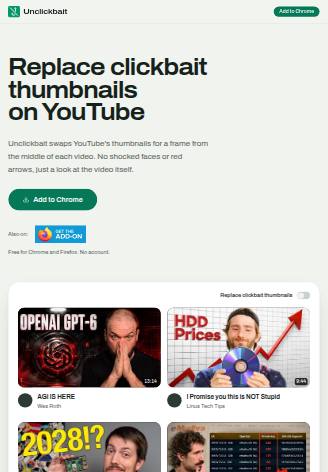 Unclickbait
Add to Chrome
Replace clickbait
thumbnails
on YouTube
Unclickbait swaps YouTube's thumbnails for a frame from
the middle of each video. No shocked faces or red
arrows, just a look at the video itself.
Add to Chrome
Also on:
GET THE
ADD-ON
Free for Chrome and Firefox. No account.
Replace clickbait thumbnails
OPENAI GPT-6
13:14
HDD
Prices
AGI IS HERE
Wes Roth
I Promise you this is NOT Stupid
Linus Tech Tips
2028!?